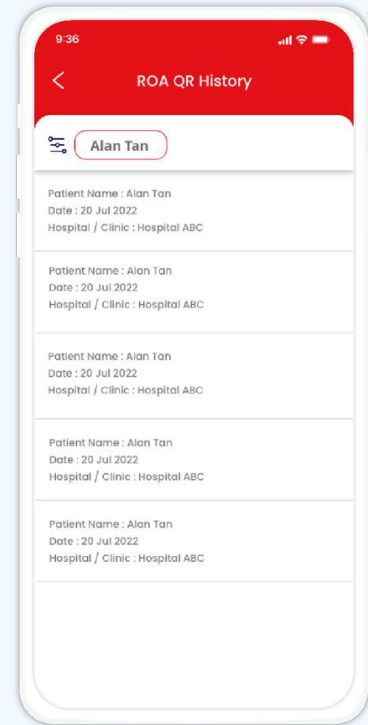 9:36
ROA QR History
Alan Tan
Patient Name : Alan Tan
Date : 20 Jul 2022
Hospital / Clinic : Hospital ABC
Patient Name : Alan Tan
Date : 20 Jul 2022
Hospital / Clinic : Hospital ABC
Patient Name : Alan Tan
Date : 20 Jul 2022
Hospital / Clinic : Hospital ABC
Patient Name : Alan Tan
Date : 20 Jul 2022
Hospital / Clinic : Hospital ABC
Patient Name : Alan Tan
Date : 20 Jul 2022
Hospital / Clinic : Hospital ABC